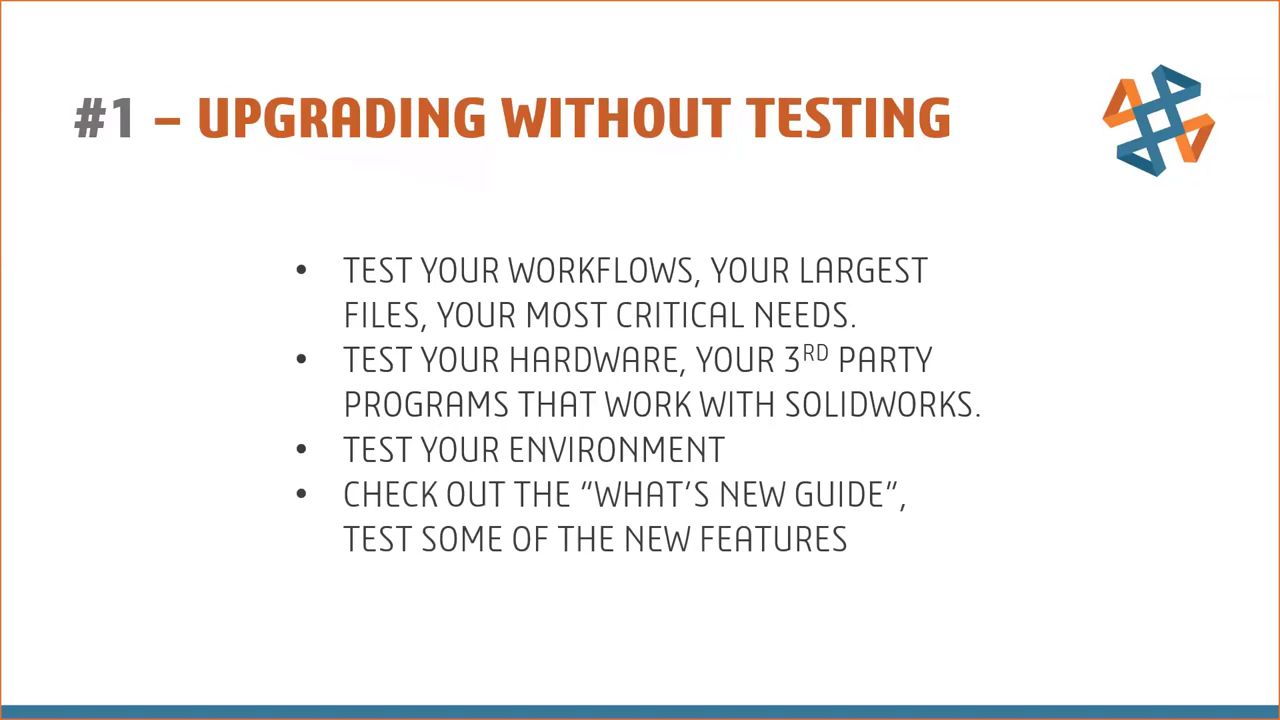 #1 – UPGRADING WITHOUT TESTING
• TEST YOUR WORKFLOWS, YOUR LARGEST
FILES, YOUR MOST CRITICAL NEEDS.
• TEST YOUR HARDWARE, YOUR 3RD PARTY
PROGRAMS THAT WORK WITH SOLIDWORKS.
• TEST YOUR ENVIRONMENT
• CHECK OUT THE “WHAT’S NEW GUIDE”,
TEST SOME OF THE NEW FEATURES